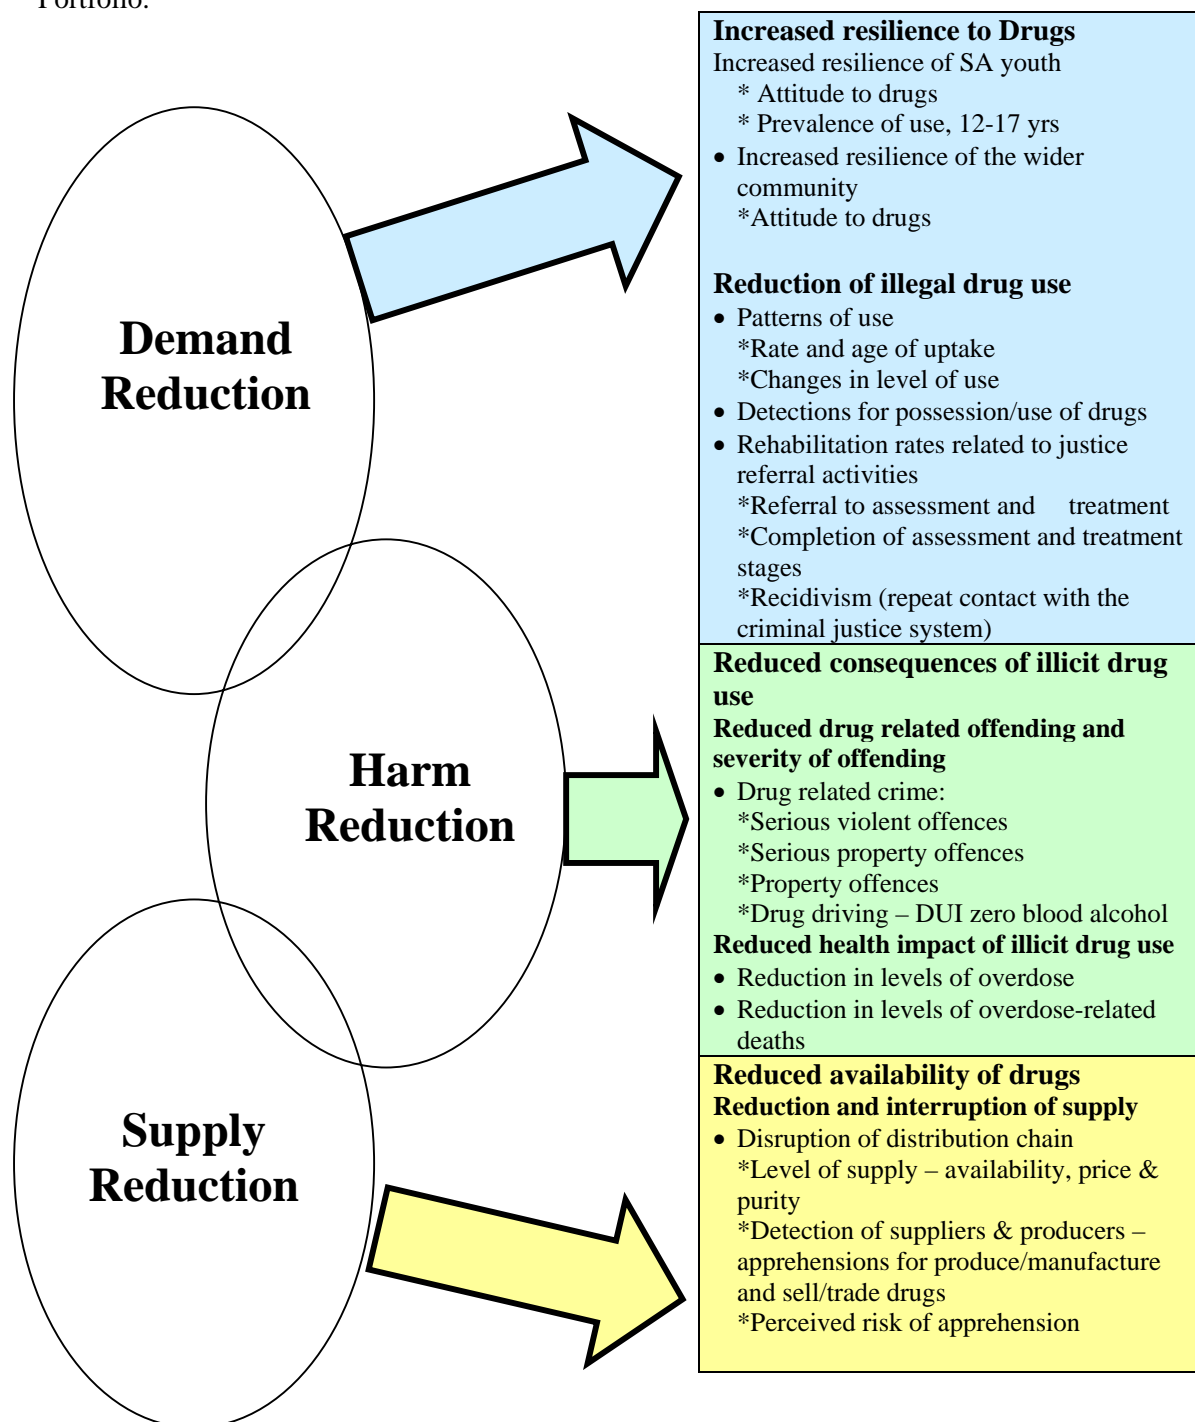 Portfolio.
Increased resilience to Drugs
Increased resilience of SA youth
* Attitude to drugs
* Prevalence of use, 12-17 yrs
• Increased resilience of the wider
community
*Attitude to drugs
Reduction of illegal drug use
• Patterns of use
*Rate and age of uptake
*Changes in level of use
• Detections for possession/use of drugs
• Rehabilitation rates related to justice
referral activities
*Referral to assessment and treatment
*Completion of assessment and treatment
stages
*Recidivism (repeat contact with the
criminal justice system)
Demand
Reduction
Reduced consequences of illicit drug
use
Reduced drug related offending and
severity of offending
• Drug related crime:
*Serious violent offences
*Serious property offences
*Property offences
*Drug driving – DUI zero blood alcohol
Reduced health impact of illicit drug use
• Reduction in levels of overdose
• Reduction in levels of overdose-related
deaths
Harm
Reduction
Reduced availability of drugs
Reduction and interruption of supply
• Disruption of distribution chain
*Level of supply – availability, price &
purity
*Detection of suppliers & producers –
apprehensions for produce/manufacture
and sell/trade drugs
*Perceived risk of apprehension
Supply
Reduction